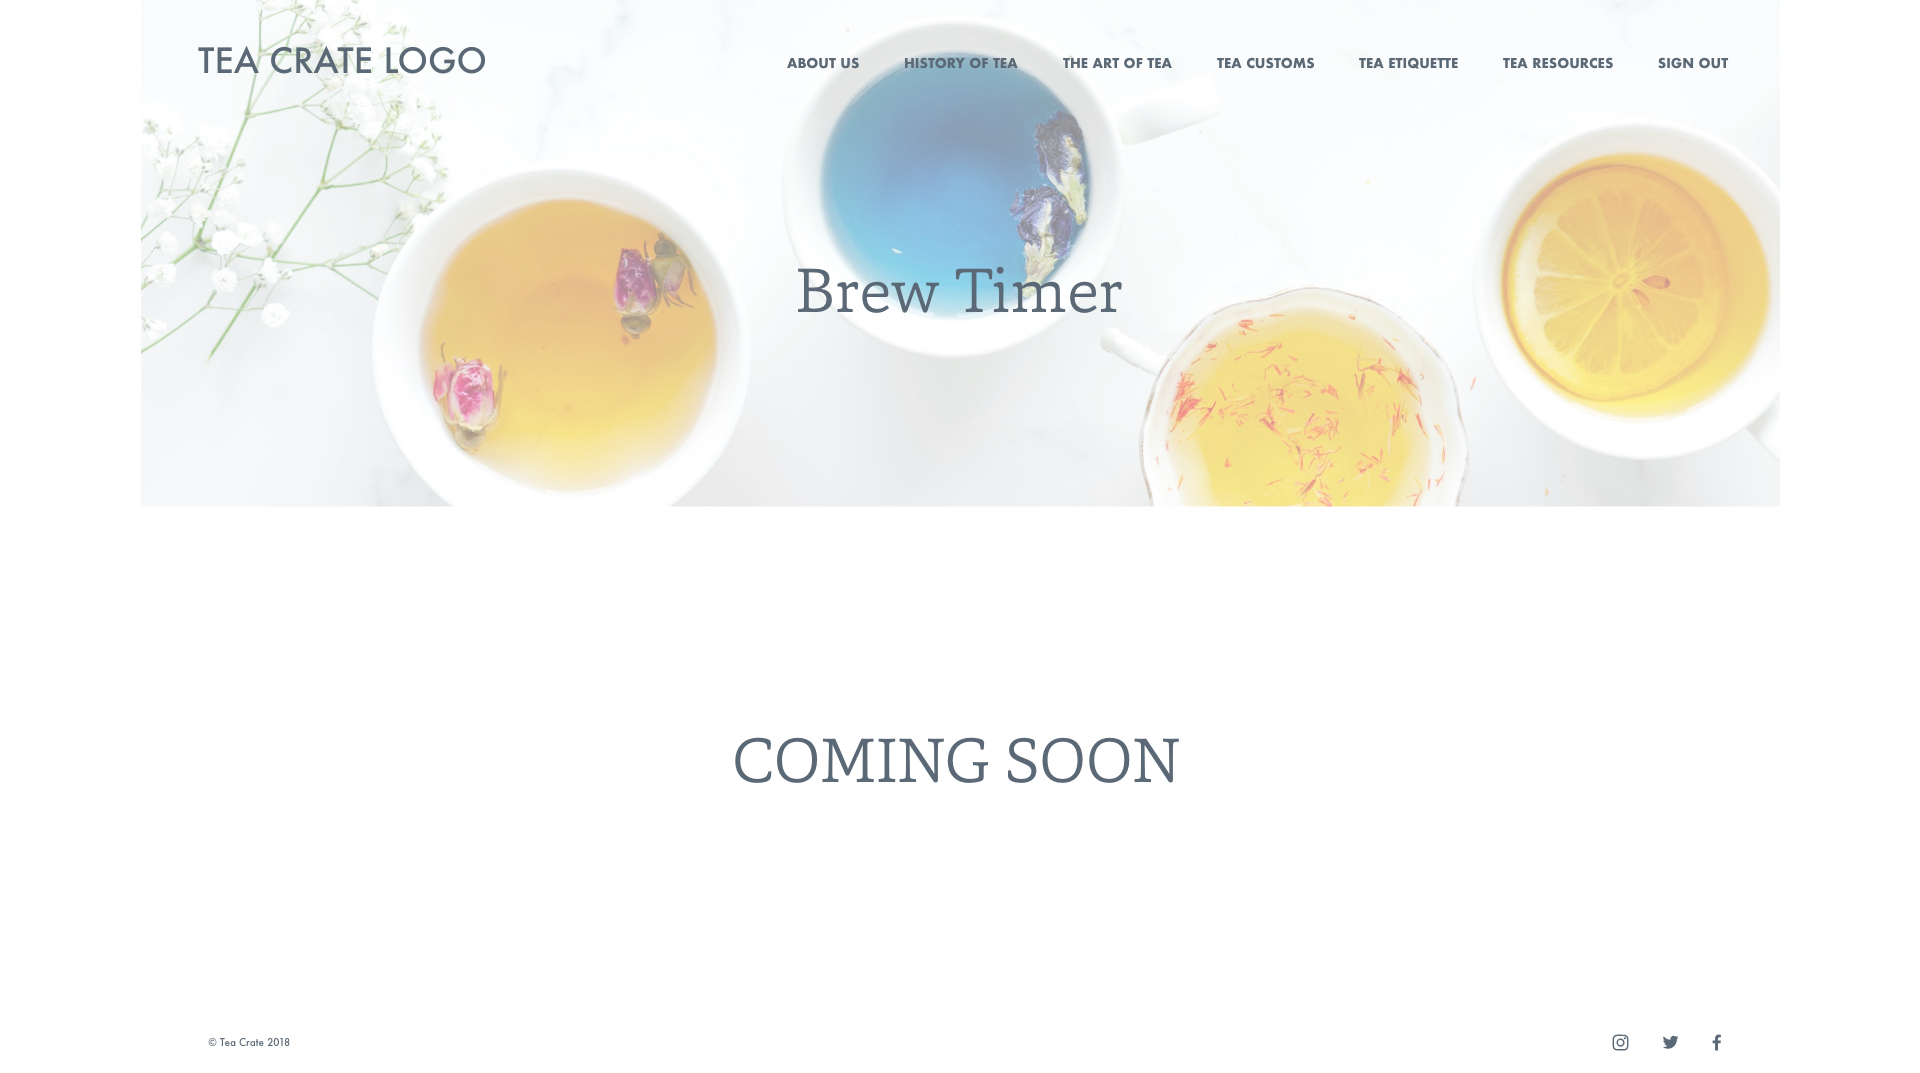 TEA CRATE LOGO
ABOUT US HISTORY OF TEA THE ART OF TEA TEA CUSTOMS TEA ETIQUETTE TEA RESOURCES SIGN OUT
Brew Timer
COMING SOON
© Tea Crate 2018